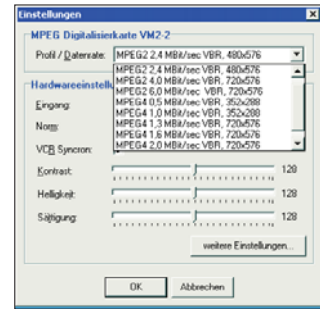 Einstellungen
MPEG Digitalisierkarte VM2-2
Profil / Datenrate: MPEG2 2,4 MBit/sec VBR, 480x576
MPEG2 2,4 MBit/sec VBR, 480x576
MPEG2 4,0 MBit/sec VBR, 720x576
MPEG2 6,0 MBit/sec VBR, 720x576
Hardwareeinstell
MPEG4 0,5 MBit/sec VBR, 352x288
Eingang:
MPEG4 1,0 MBit/sec VBR, 352x288
MPEG4 1,3 MBit/sec VBR, 720x576
Norm:
MPEG4 1,6 MBit/sec VBR, 720x576
MPEG4 2,0 MBit/sec VBR, 720x576
VCR Syncron:
Kontrast: 128
Helligkeit: 128
Sättigung: 128
weitere Einstellungen...
OK Abbrechen